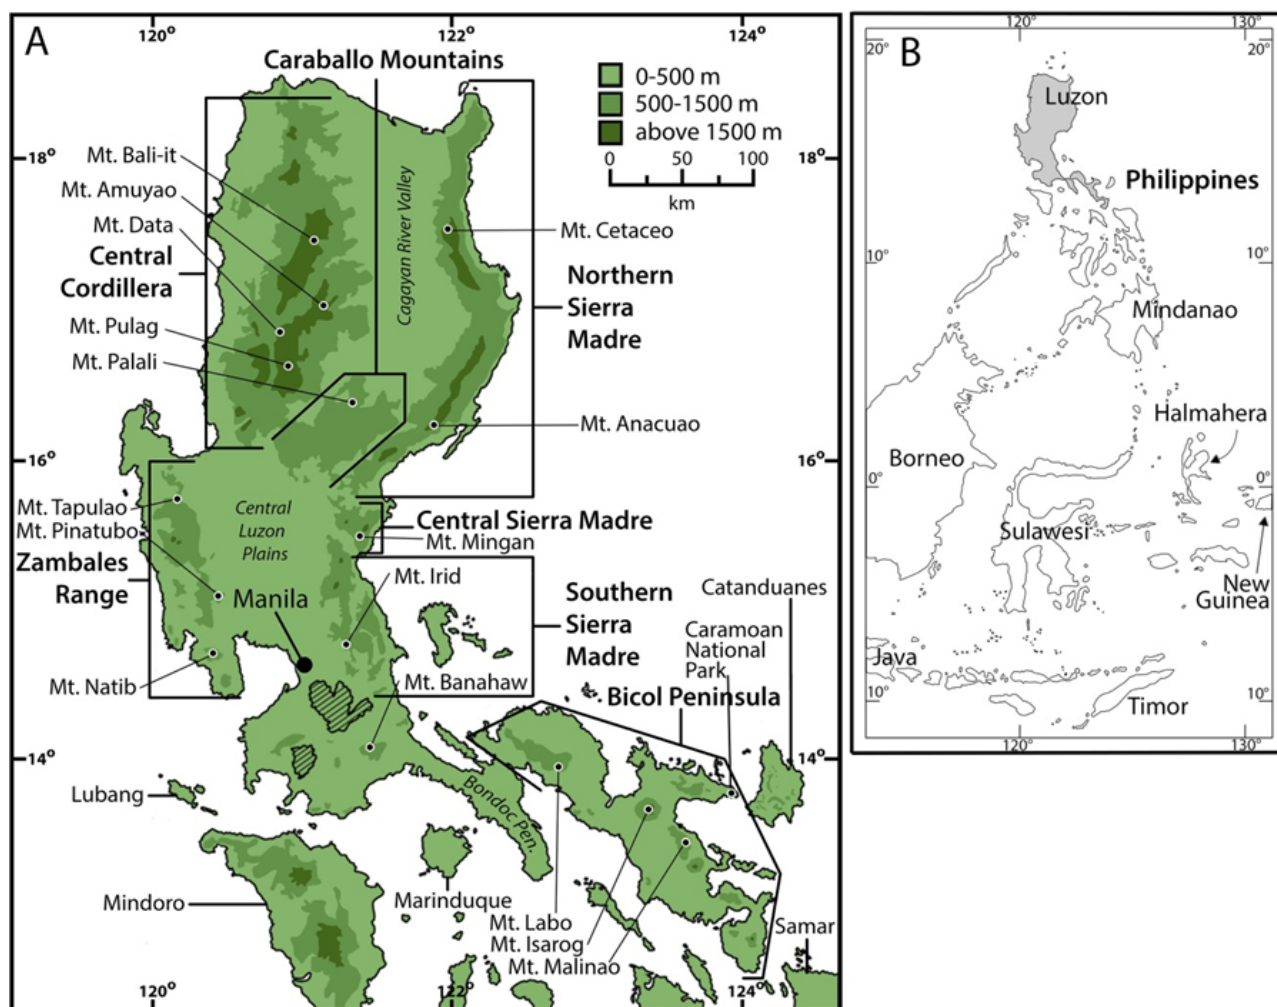 A
120°
122°
124°
Caraballo Mountains
0-500 m
500-1500 m
above 1500 m
0
50
100
km
18°
18°
Mt. Bali-it
Mt. Amuyao
Mt. Data
Central
Cordillera
Mt. Pulag
Mt. Palali
Cagayan River Valley
Mt. Cetaceo
Northern
Sierra
Madre
Mt. Anacuao
16°
16°
Mt. Tapulao
Mt. Pinatubo
Zambales
Range
Central
Luzon
Plains
Central Sierra Madre
Mt. Mingan
Manila
Mt. Irid
Southern
Sierra
Madre
Catanduanes
Caramoan
National
Park
Mt. Natib
Mt. Banahaw
Bicol Peninsula
14°
14°
Lubang
Bondoc Pen.
Mindoro
Marinduque
Mt. Labo
Mt. Isarog
Mt. Malinao
Samar
120°
122°
124°
B
120°
130°
20°
20°
Luzon
Philippines
10°
10°
Mindanao
Halmahera
Borneo
0°
0°
Sulawesi
New
Guinea
Java
10°
10°
Timor
120°
130°